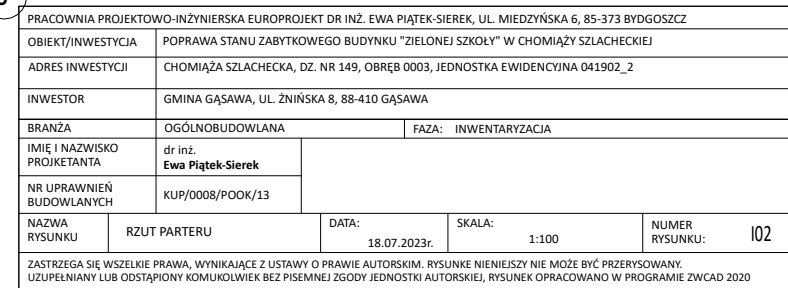 PRACOWNIA PROJEKTOWO-INŻYNIERSKA EUROPROJEKT DR INŻ. EWA PIĄTEK-SIEREK, UL. MIEDZYŃSKA 6, 85-373 BYDGOSZCZ
OBIEKT/INWESTYCJA POPRAWA STANU ZABYTKOWEGO BUDYNKU "ZIELONEJ SZKOŁY" W CHOMIĄŻY SZLACHECKIEJ
ADRES INWESTYCJI CHOMIĄŻA SZLACHECKA, DZ. NR 149, OBRĘB 0003, JEDNOSTKA EWIDENCYJNA 041902_2
INWESTOR GMINA GĄSAWA, UL. ŻNIŃSKA 8, 88-410 GĄSAWA
BRANŻA OGÓLNOBUDOWLANA FAZA: INWENTARYZACJA
IMIĘ I NAZWISKO
PROJKETANTA
dr inż.
Ewa Piątek-Sierek
NR UPRAWNIEŃ
BUDOWLANYCH
KUP/0008/POOK/13
NAZWA
RYSUNKU
RZUT PARTERU
DATA:
18.07.2023r.
SKALA:
1:100
NUMER
RYSUNKU:
I02
ZASTRZEGA SIĘ WSZELKIE PRAWA, WYNIKAJĄCE Z USTAWY O PRAWIE AUTORSKIM. RYSUNKE NIENIEJSZY NIE MOŻE BYĆ PRZERYSOWANY.
UZUPEŁNIANY LUB ODSTĄPIONY KOMUKOLWIEK BEZ PISEMNEJ ZGODY JEDNOSTKI AUTORSKIEJ, RYSUNEK OPRACOWANO W PROGRAMIE ZWCAD 2020